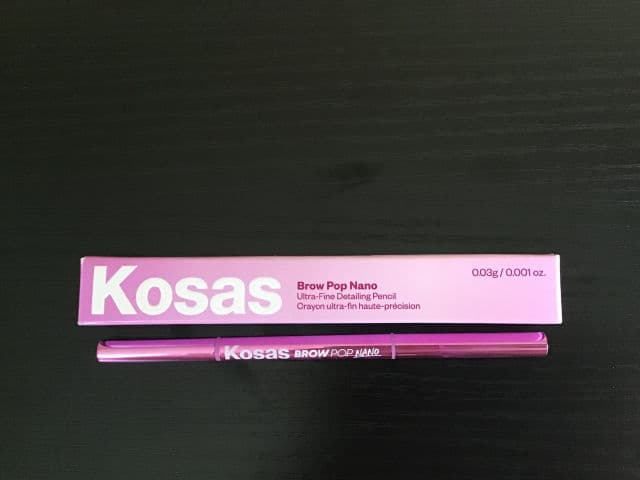 Kosas
Brow Pop Nano
Ultra-Fine Detailing Pencil
Crayon ultra-fin haute-précision
0.03g / 0.001 oz.
Kosas BROW POP NANO